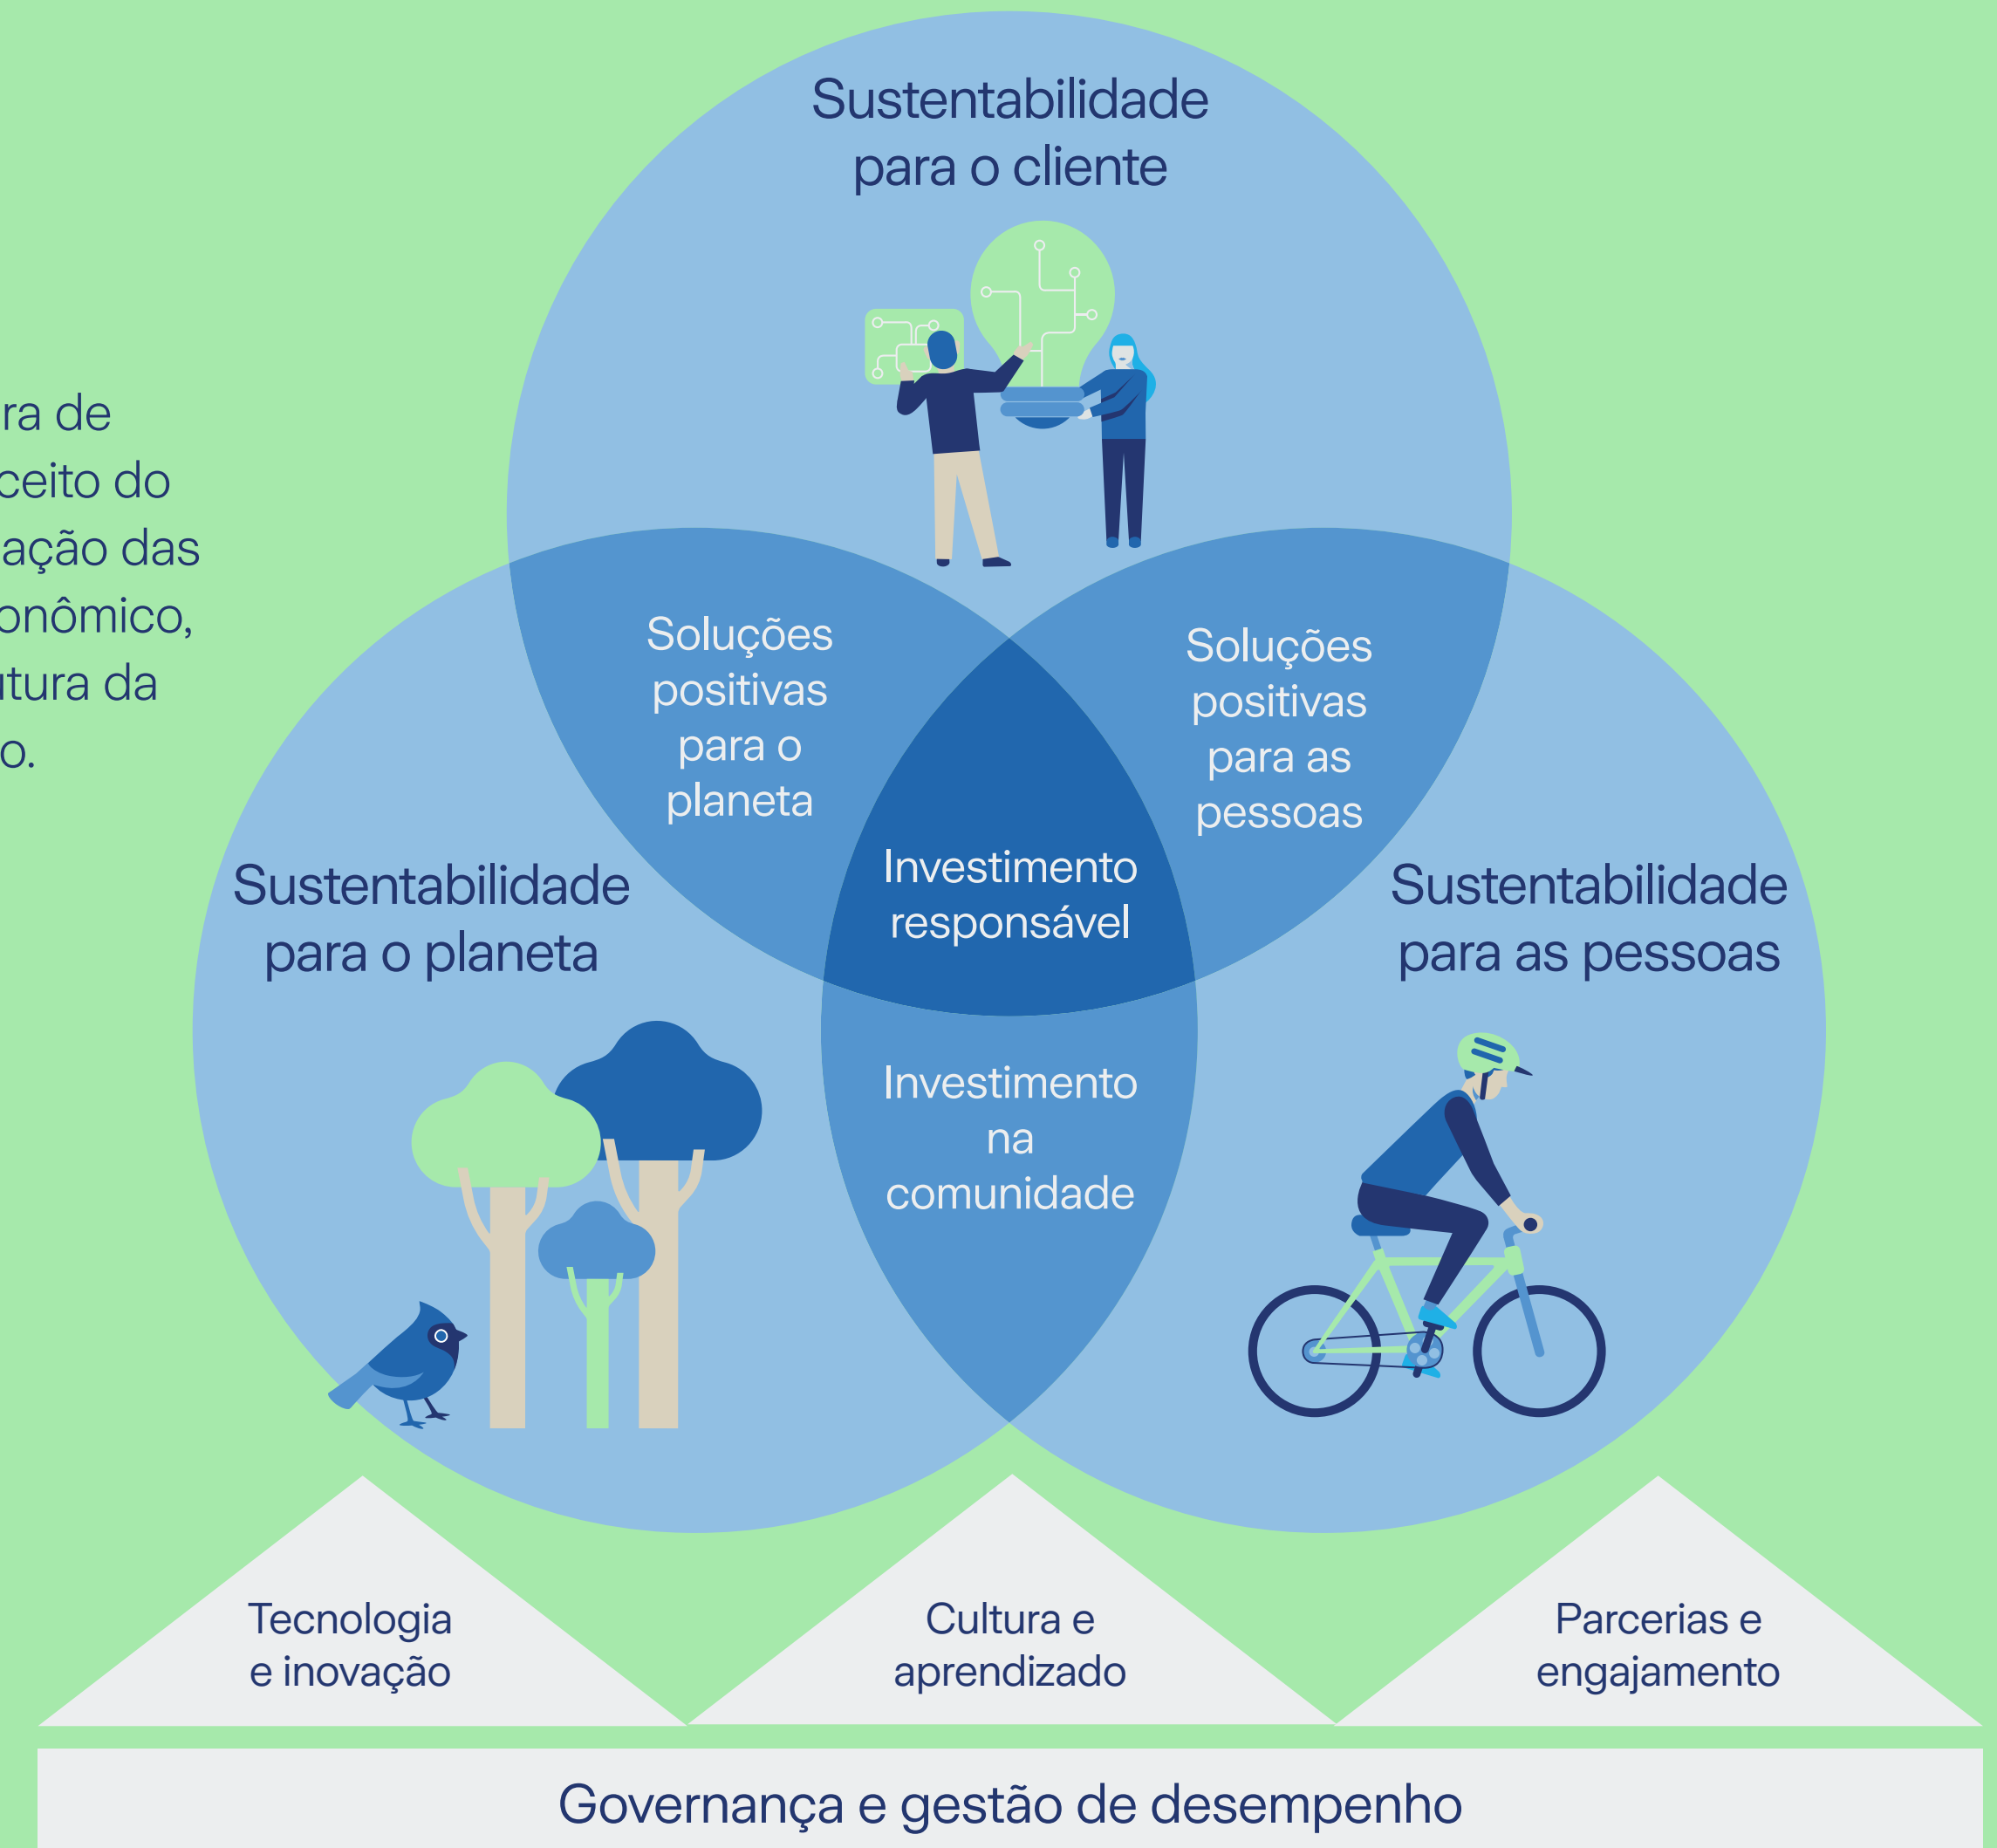 Sustentabilidade
para o cliente
ra de
ceito do
ação das
onômico,
utura da
o.
Soluções
positivas
para o
planeta
Soluções
positivas
para as
pessoas
Investimento
responsável
Sustentabilidade
para o planeta
Sustentabilidade
para as pessoas
Investimento
na
comunidade
Tecnologia
e inovação
Cultura e
aprendizado
Parcerias e
engajamento
Governança e gestão de desempenho